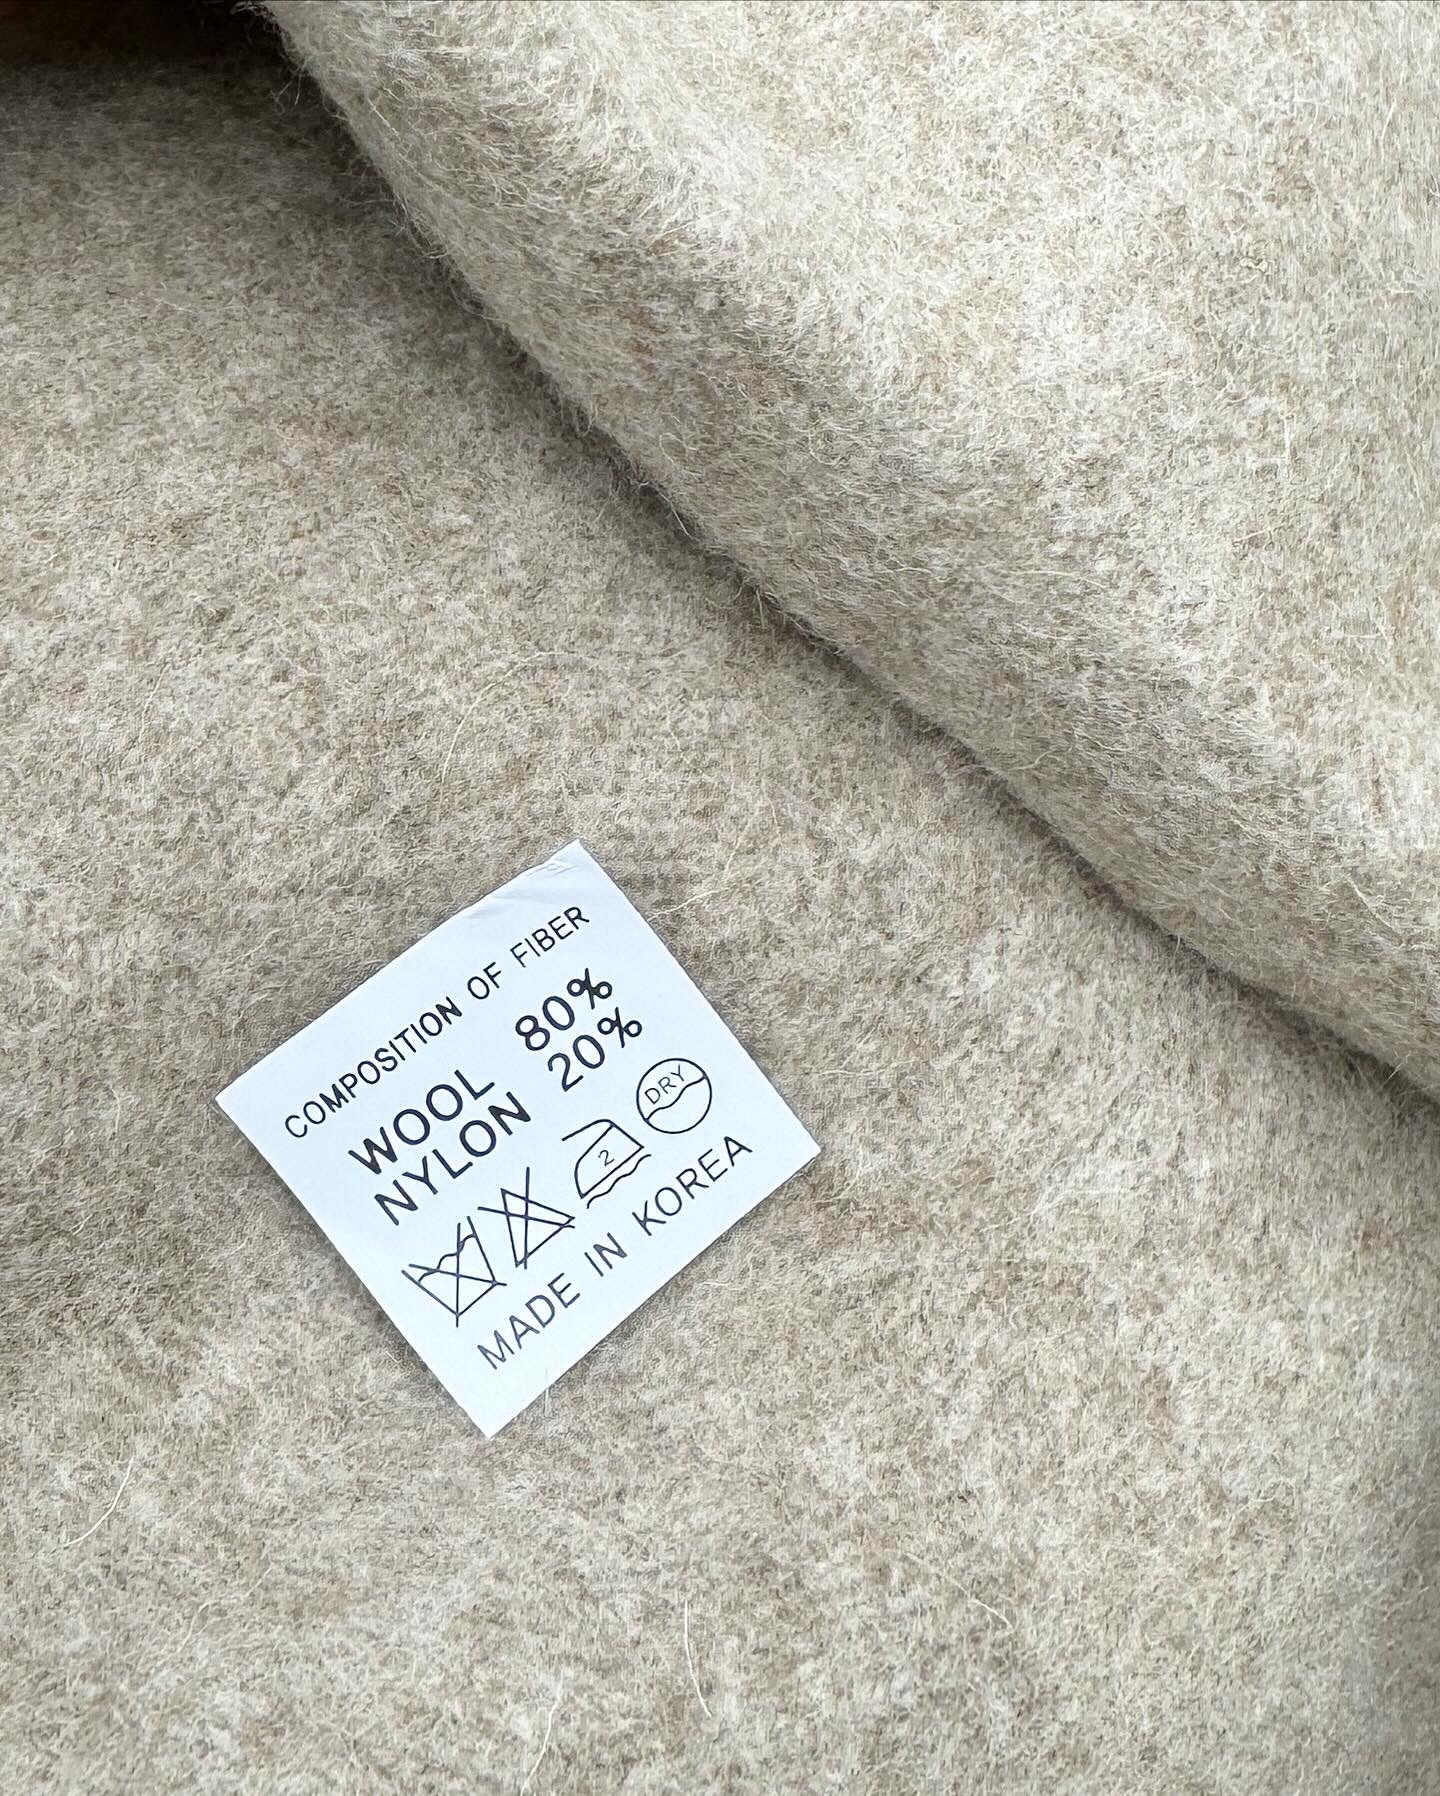 COMPOSITION OF FIBER
WOOL 80%
NYLON 20%
2 DRY
MADE IN KOREA